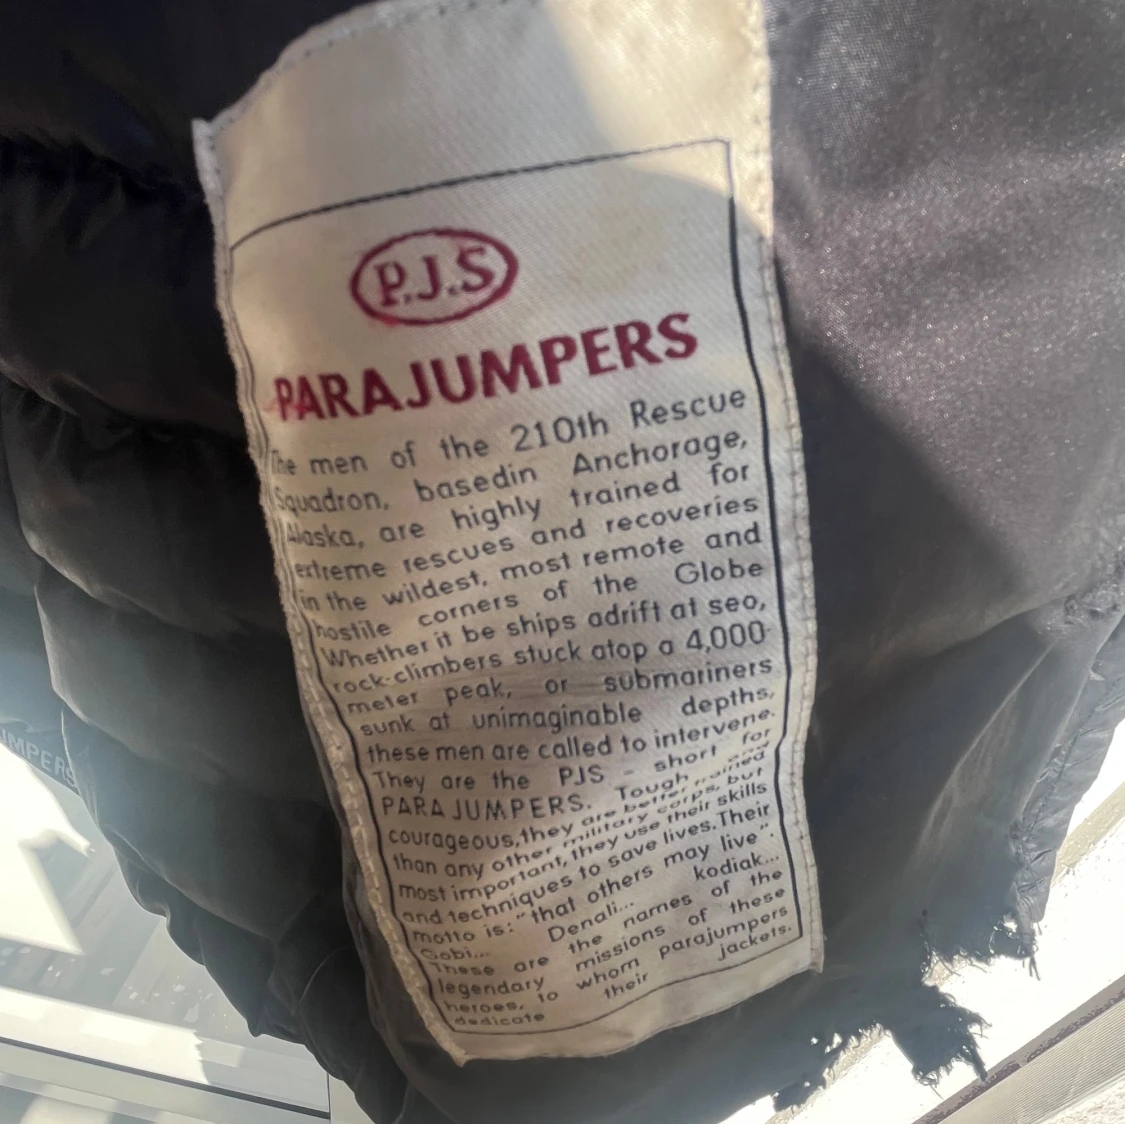 P.J.S
PARAJUMPERS
The men of the 210th Rescue
Squadron, basedin Anchorage,
Alaska, are highly trained for
extreme rescues and recoveries
in the wildest, most remote and
hostile corners of the Globe
Whether it be ships adrift at seo,
rock-climbers stuck atop a 4,000-
meter peak, or submariners
sunk at unimaginable depths,
these men are called to intervene.
They are the PJS - short for
PARAJUMPERS. Tough and
courageous, they are better trained
than any other military corps, but
most important, they use their skills
and techniques to save lives. Their
motto is: "that others may live".
Gobi... Denali... kodiak...
These are the names of the
legendary missions of these
heroes, to whom parajumpers
dedicate their jackets.
UMPERS